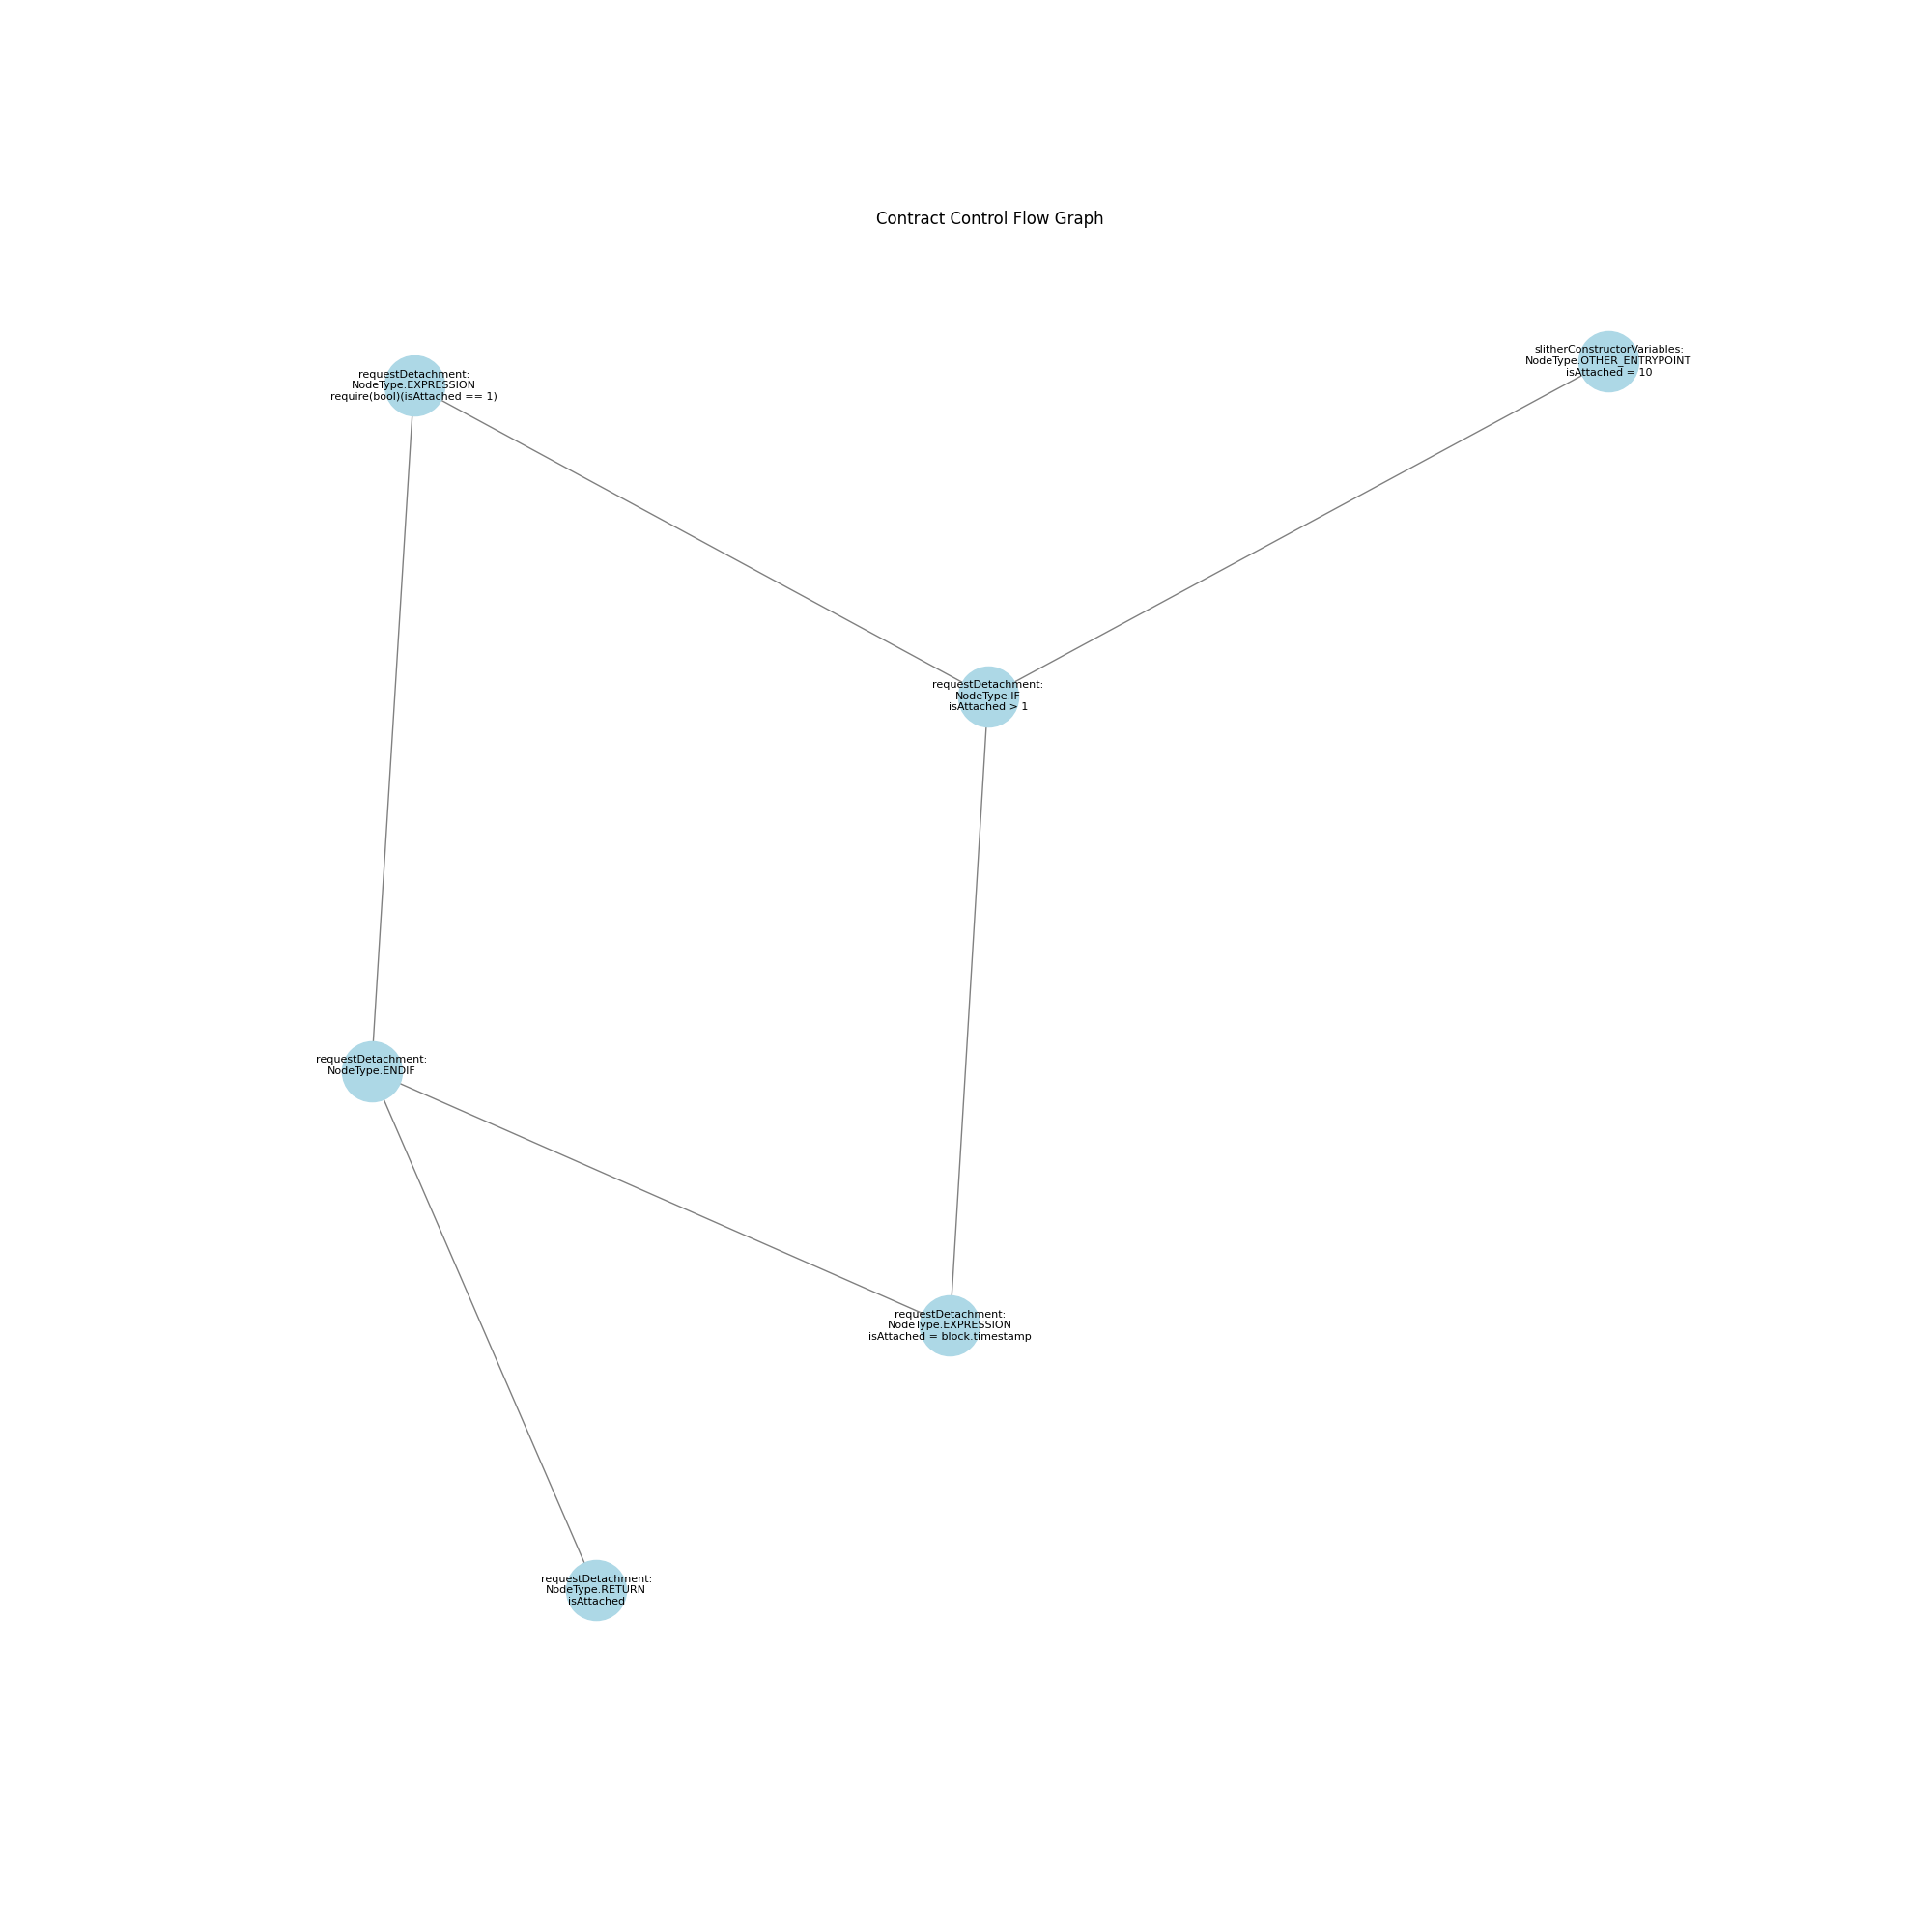 Contract Control Flow Graph
slitherConstructorVariables:
NodeType.OTHER_ENTRYPOINT
isAttached = 10
requestDetachment:
NodeType.EXPRESSION
require(bool)(isAttached == 1)
requestDetachment:
NodeType.IF
isAttached > 1
requestDetachment:
NodeType.ENDIF
requestDetachment:
NodeType.EXPRESSION
isAttached = block.timestamp
requestDetachment:
NodeType.RETURN
isAttached